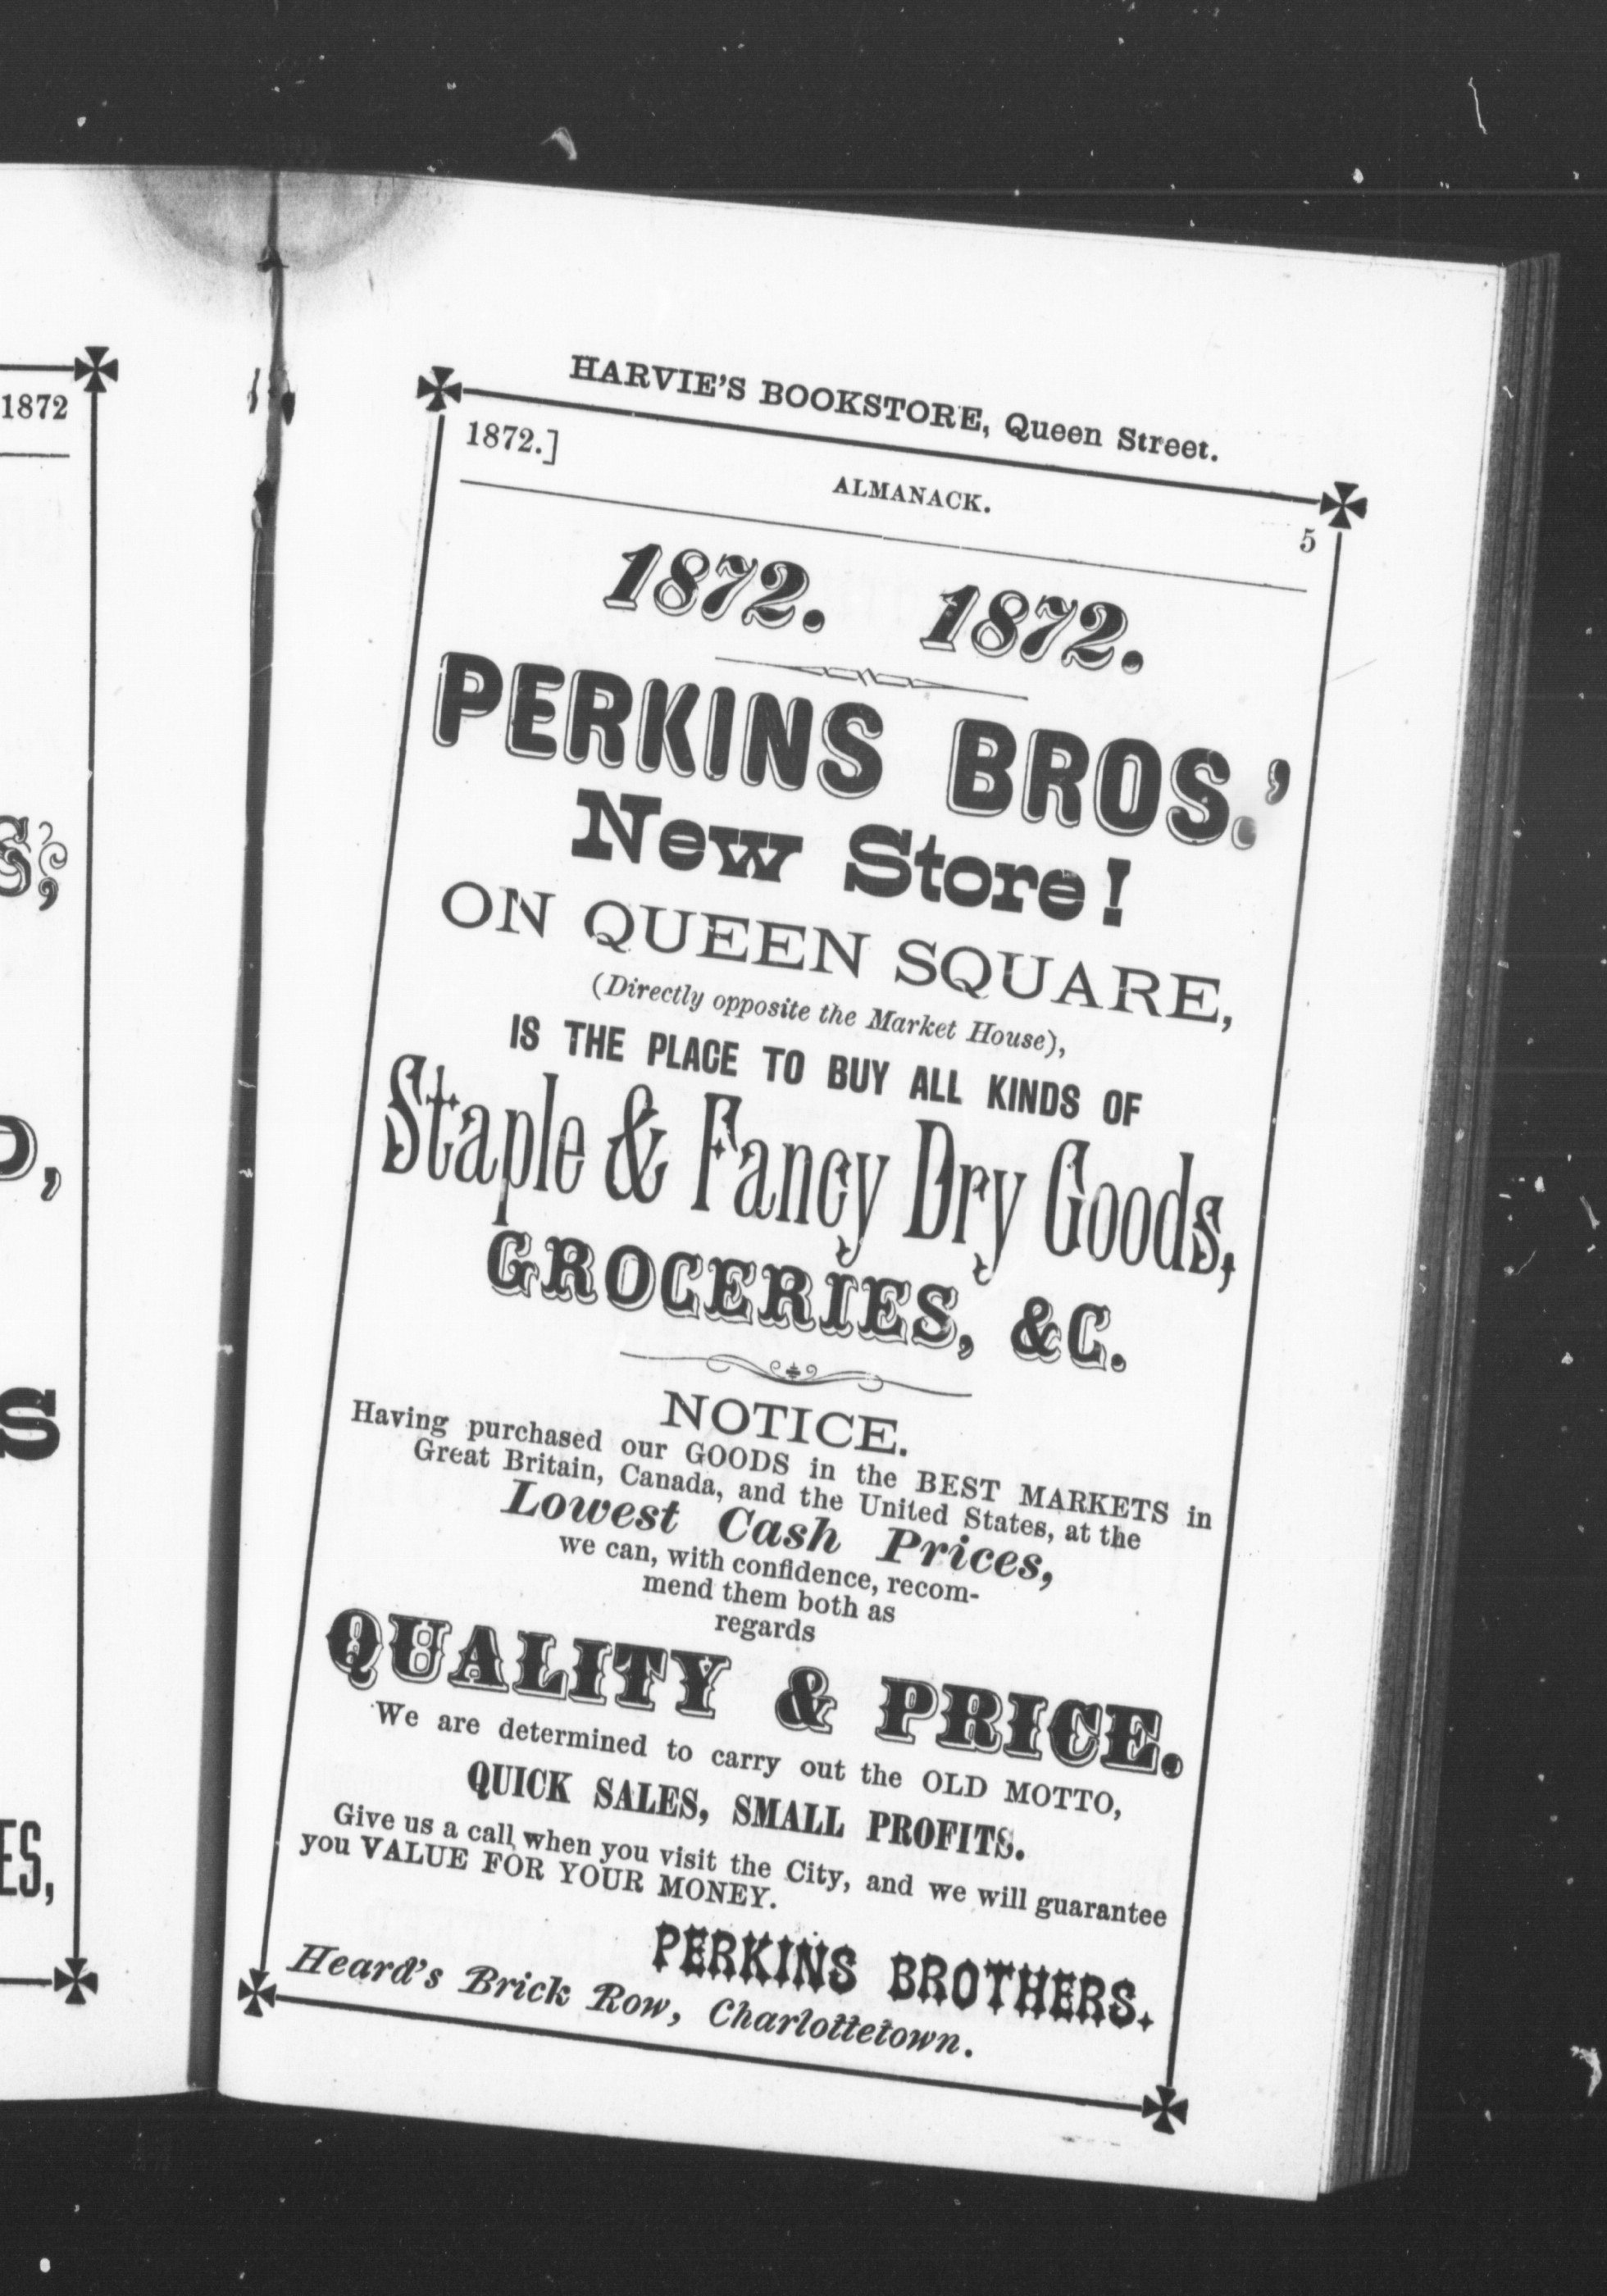 1872
S;
D,
S
ES,
HARVIE'S BOOKSTORE, Queen Street.
1872.]
ALMANACK.
5
1872. 1872.
PERKINS BROS.'
New Store!
ON QUEEN SQUARE,
(Directly opposite the Market House),
IS THE PLACE TO BUY ALL KINDS OF
Staple & Fancy Dry Goods,
GROCERIES, &C.
NOTICE.
Having purchased our GOODS in the BEST MARKETS in
Great Britain, Canada, and the United States, at the
Lowest Cash Prices,
we can, with confidence, recom-
mend them both as
regards
QUALITY & PRICE.
We are determined to carry out the OLD MOTTO,
QUICK SALES, SMALL PROFITS.
Give us a call when you visit the City, and we will guarantee
you VALUE FOR YOUR MONEY.
PERKINS BROTHERS.
Heard's Brick Row, Charlottetown.